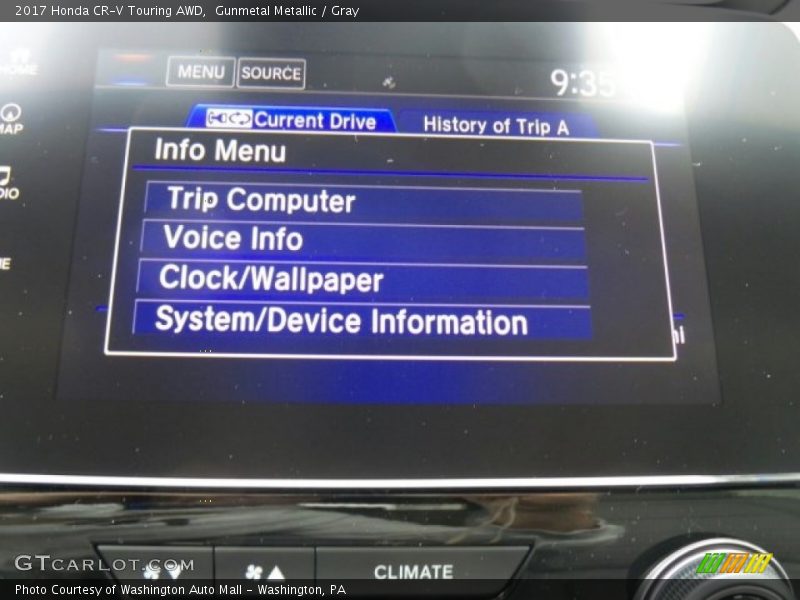 2017 Honda CR-V Touring AWD, Gunmetal Metallic / Gray
HOME
MENU
SOURCE
9:35
MAP
Current Drive
History of Trip A
Info Menu
Trip Computer
Voice Info
Clock/Wallpaper
System/Device Information
CLIMATE
GTCARLOT.COM
Photo Courtesy of Washington Auto Mall - Washington, PA